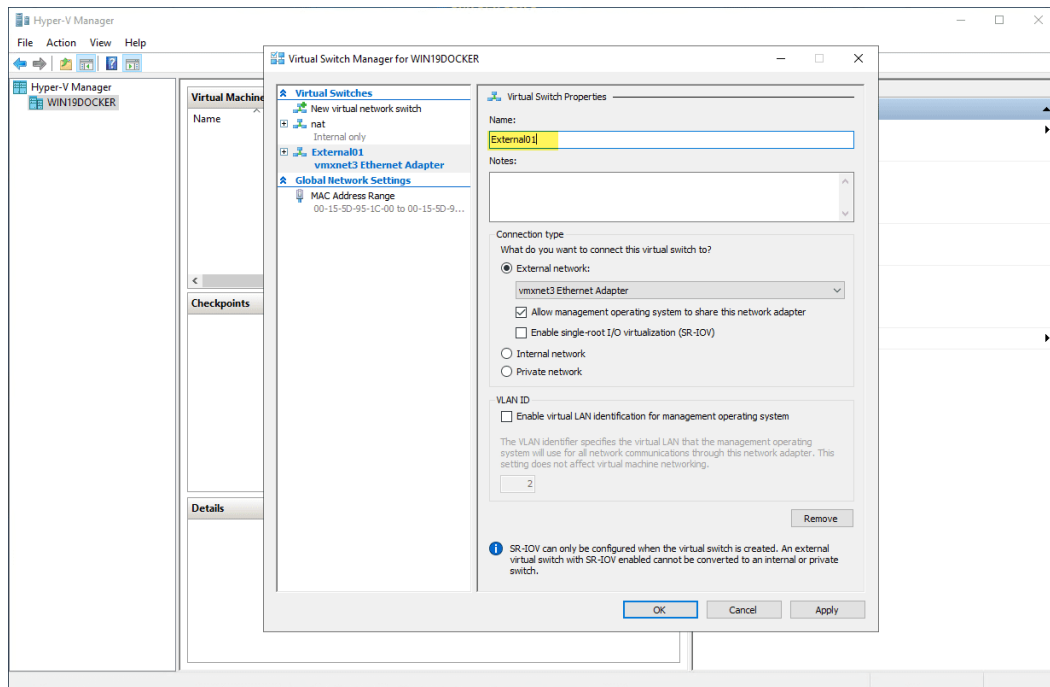 Hyper-V Manager
File Action View Help
Hyper-V Manager
WIN19DOCKER
Virtual Machine
Name
Checkpoints
Details
Virtual Switch Manager for WIN19DOCKER
Virtual Switches
New virtual network switch
nat
Internal only
External01
vmxnet3 Ethernet Adapter
Global Network Settings
MAC Address Range
00-15-5D-95-1C-00 to 00-15-5D-9...
Virtual Switch Properties
Name:
External01
Notes:
Connection type
What do you want to connect this virtual switch to?
External network:
vmxnet3 Ethernet Adapter
Allow management operating system to share this network adapter
Enable single-root I/O virtualization (SR-IOV)
Internal network
Private network
VLAN ID
Enable virtual LAN identification for management operating system
The VLAN identifier specifies the virtual LAN that the management operating
system will use for all network communications through this network adapter. This
setting does not affect virtual machine networking.
2
Remove
SR-IOV can only be configured when the virtual switch is created. An external
virtual switch with SR-IOV enabled cannot be converted to an internal or private
switch.
OK Cancel Apply